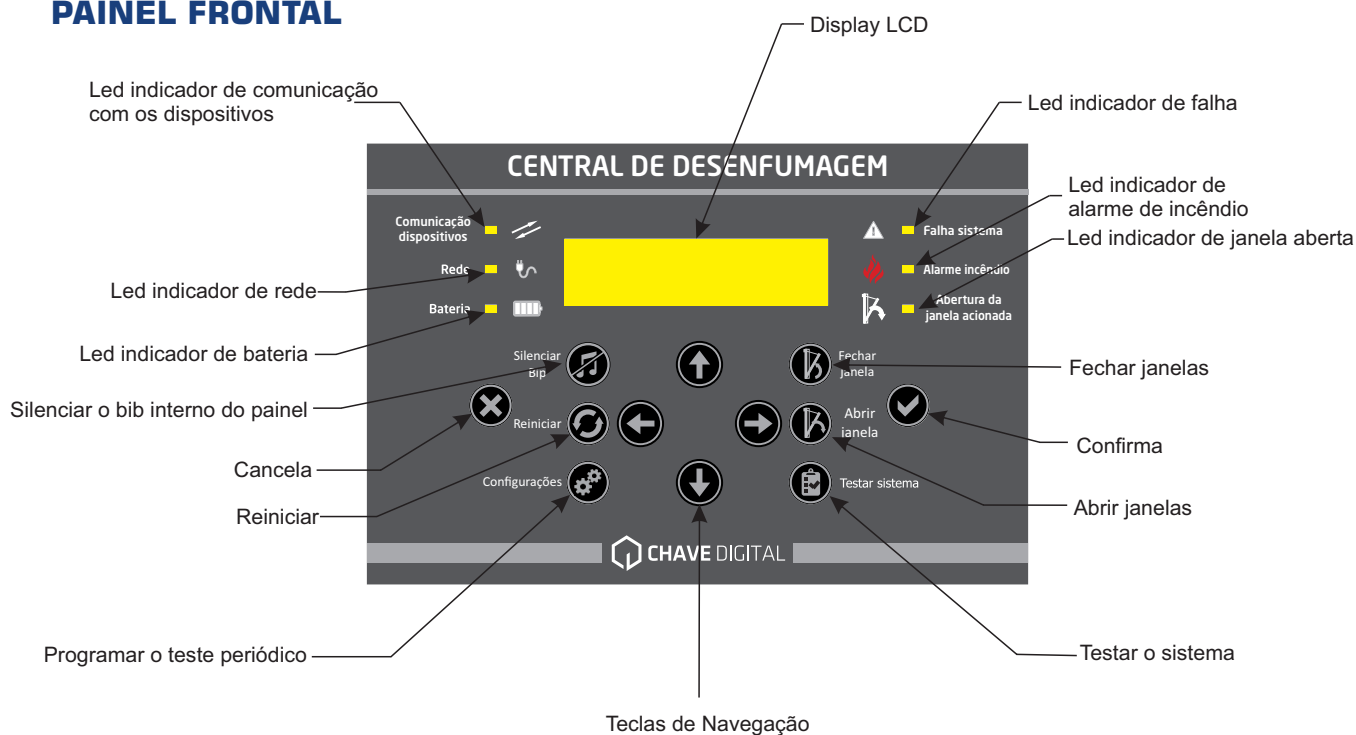 PAINEL FRONTAL
Display LCD
Led indicador de comunicação
com os dispositivos
Led indicador de falha
CENTRAL DE DESENFUMAGEM
Led indicador de
alarme de incêndio
Led indicador de janela aberta
Comunicação
dispositivos
Rede
Bateria
Falha sistema
Alarme incêndio
Abertura da
janela acionada
Led indicador de rede
Led indicador de bateria
Silenciar o bib interno do painel
Cancela
Reiniciar
Silenciar
Bip
Reiniciar
Configurações
Fechar
janela
Abrir
janela
Testar sistema
Fechar janelas
Confirma
Abrir janelas
CHAVE DIGITAL
Programar o teste periódico
Testar o sistema
Teclas de Navegação